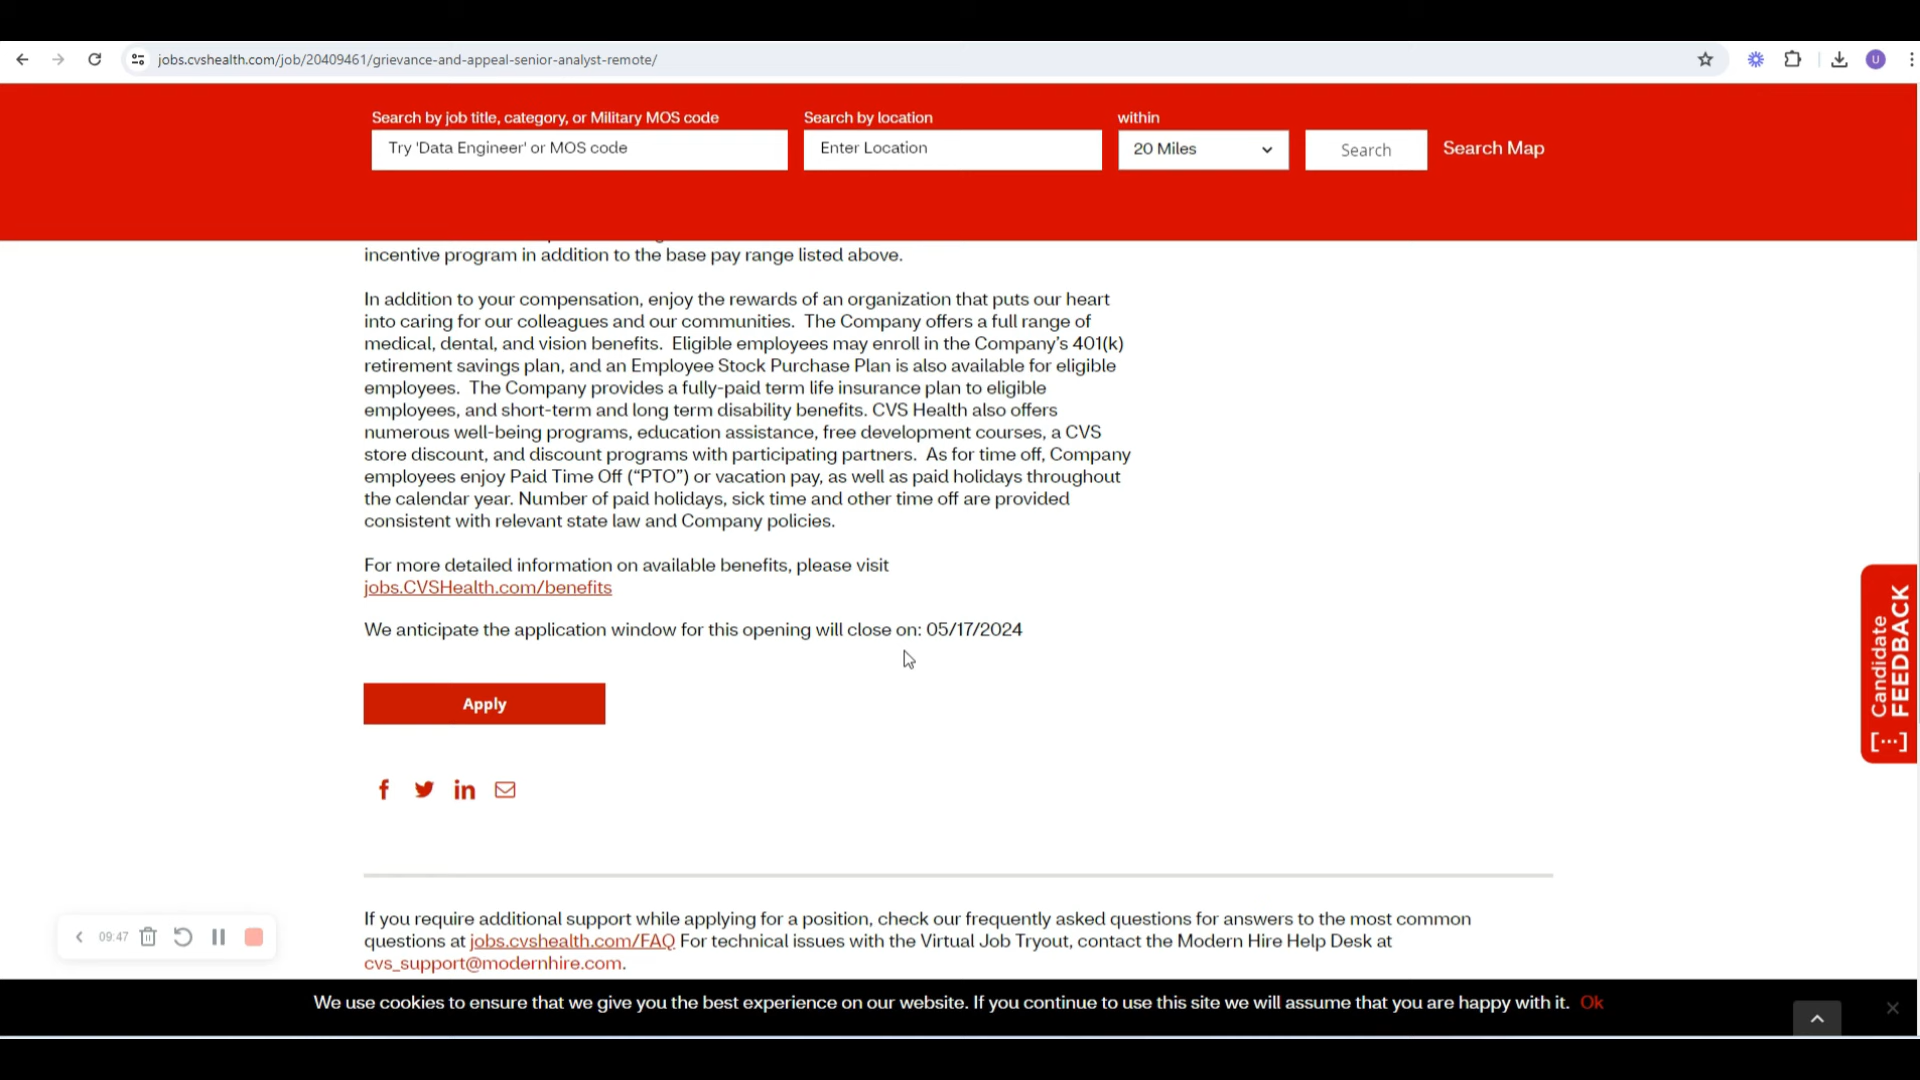 jobs.cvshealth.com/job/20409461/grievance-and-appeal-senior-analyst-remote/
U
Search by job title, category, or Military MOS code
Search by location
within
Try 'Data Engineer' or MOS code
Enter Location
20 Miles
Search
Search Map
incentive program in addition to the base pay range listed above.
In addition to your compensation, enjoy the rewards of an organization that puts our heart
into caring for our colleagues and our communities.  The Company offers a full range of
medical, dental, and vision benefits.  Eligible employees may enroll in the Company’s 401(k)
retirement savings plan, and an Employee Stock Purchase Plan is also available for eligible
employees.  The Company provides a fully-paid term life insurance plan to eligible
employees, and short-term and long term disability benefits. CVS Health also offers
numerous well-being programs, education assistance, free development courses, a CVS
store discount, and discount programs with participating partners.  As for time off, Company
employees enjoy Paid Time Off (“PTO”) or vacation pay, as well as paid holidays throughout
the calendar year. Number of paid holidays, sick time and other time off are provided
consistent with relevant state law and Company policies.
For more detailed information on available benefits, please visit
jobs.CVSHealth.com/benefits
We anticipate the application window for this opening will close on: 05/17/2024
Apply
Candidate
FEEDBACK
09:47
If you require additional support while applying for a position, check our frequently asked questions for answers to the most common
questions at jobs.cvshealth.com/FAQ For technical issues with the Virtual Job Tryout, contact the Modern Hire Help Desk at
cvs_support@modernhire.com.
We use cookies to ensure that we give you the best experience on our website. If you continue to use this site we will assume that you are happy with it. Ok